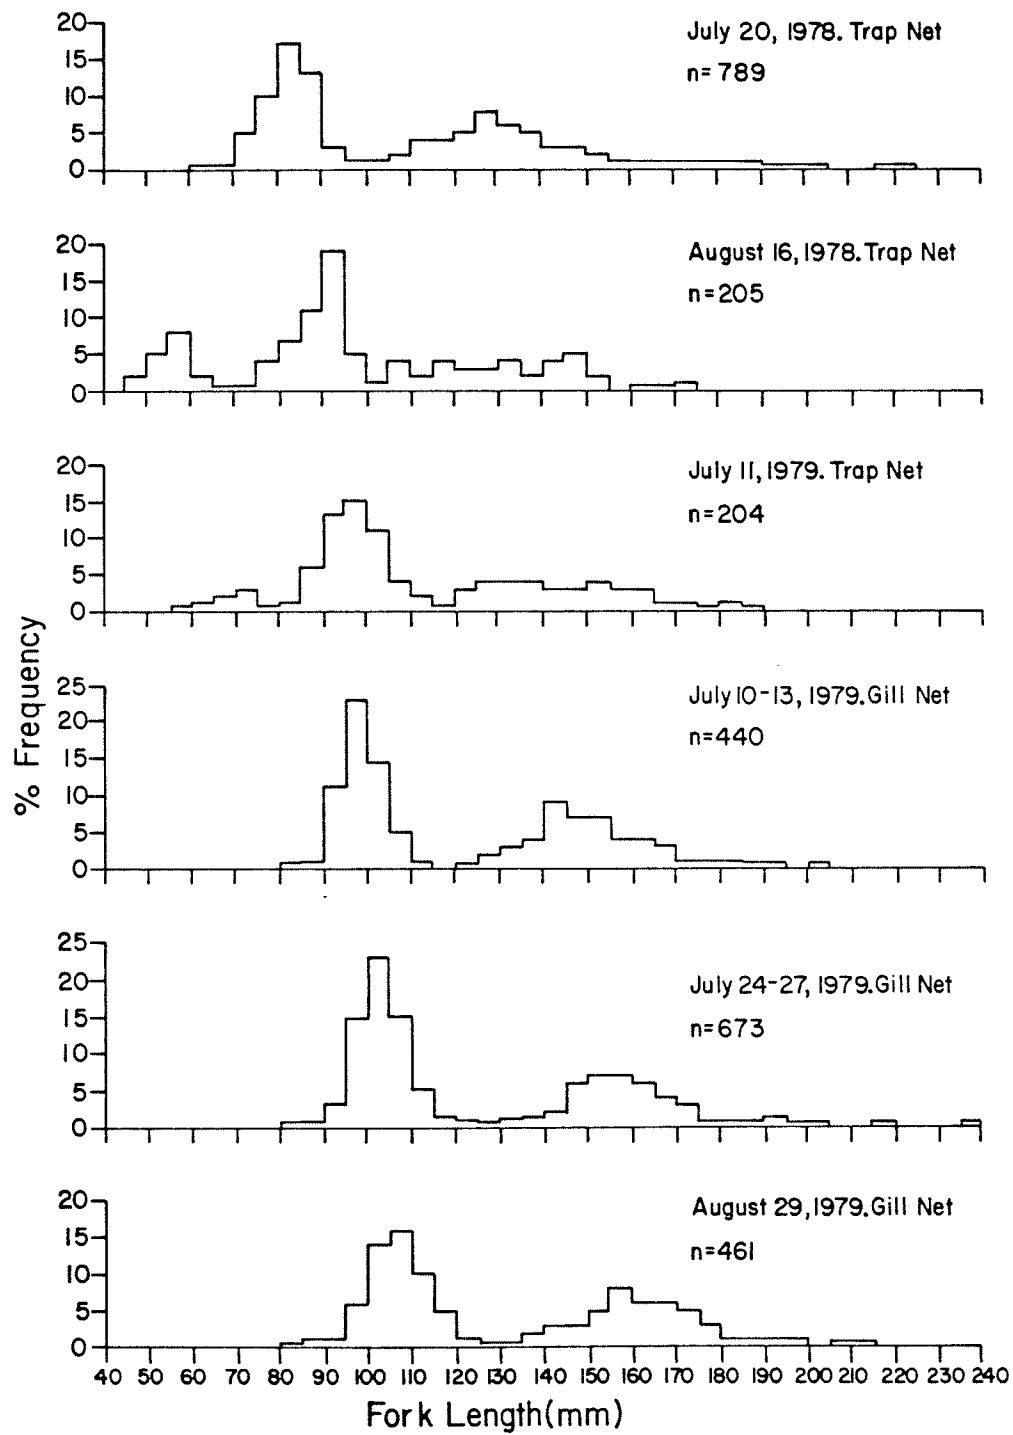 % Frequency
July 20, 1978. Trap Net
n=789
20
15
10
5
0
August 16, 1978. Trap Net
n=205
20
15
10
5
0
July 11, 1979. Trap Net
n=204
20
15
10
5
0
July 10-13, 1979. Gill Net
n=440
25
20
15
10
5
0
July 24-27, 1979. Gill Net
n=673
25
20
15
10
5
0
August 29, 1979. Gill Net
n=461
20
15
10
5
0
40 50 60 70 80 90 100 110 120 130 140 150 160 170 180 190 200 210 220 230 240
Fork Length(mm)